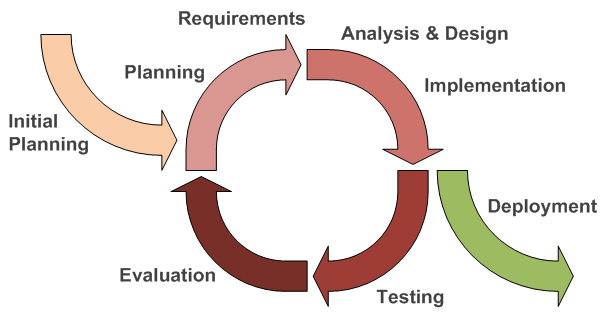 Requirements
Analysis & Design
Planning
Implementation
Initial
Planning
Deployment
Evaluation
Testing